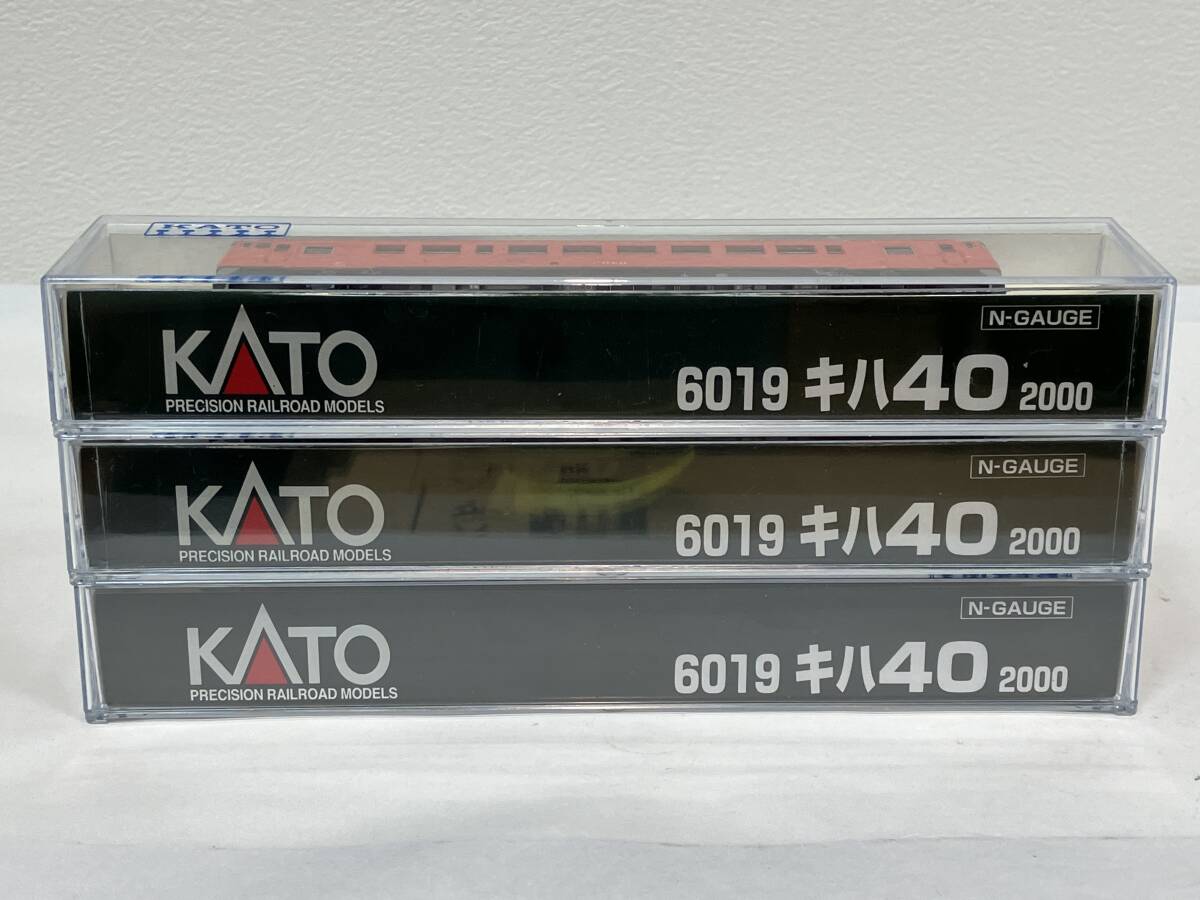 KATO
N-GAUGE
KATO
PRECISION RAILROAD MODELS
6019 キハ40 2000
N-GAUGE
KATO
PRECISION RAILROAD MODELS
6019 キハ40 2000
N-GAUGE
KATO
PRECISION RAILROAD MODELS
6019 キハ40 2000